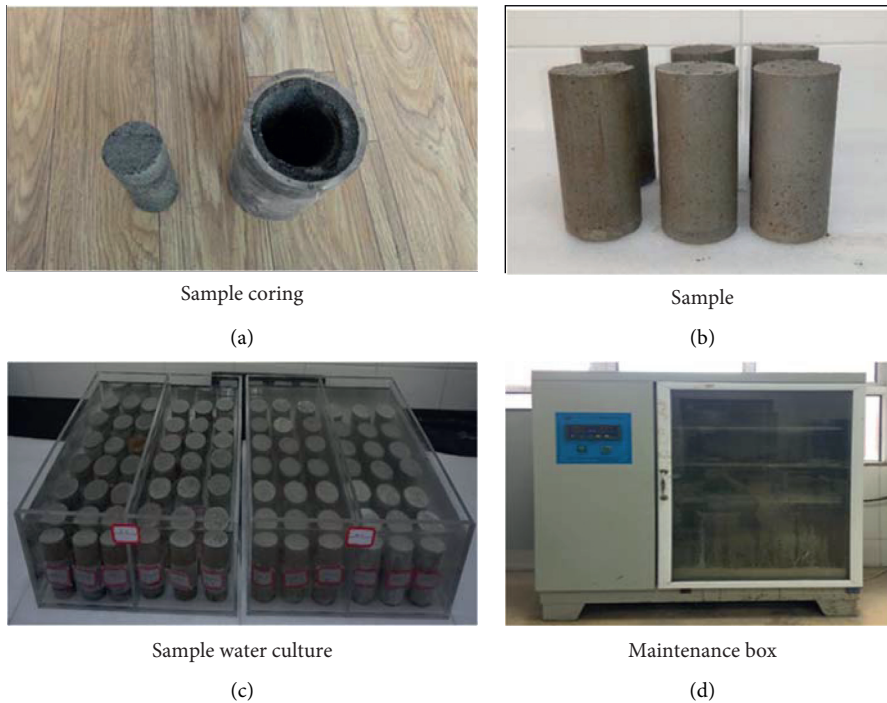 Sample coring
(a)
Sample
(b)
Sample water culture
(c)
Maintenance box
(d)